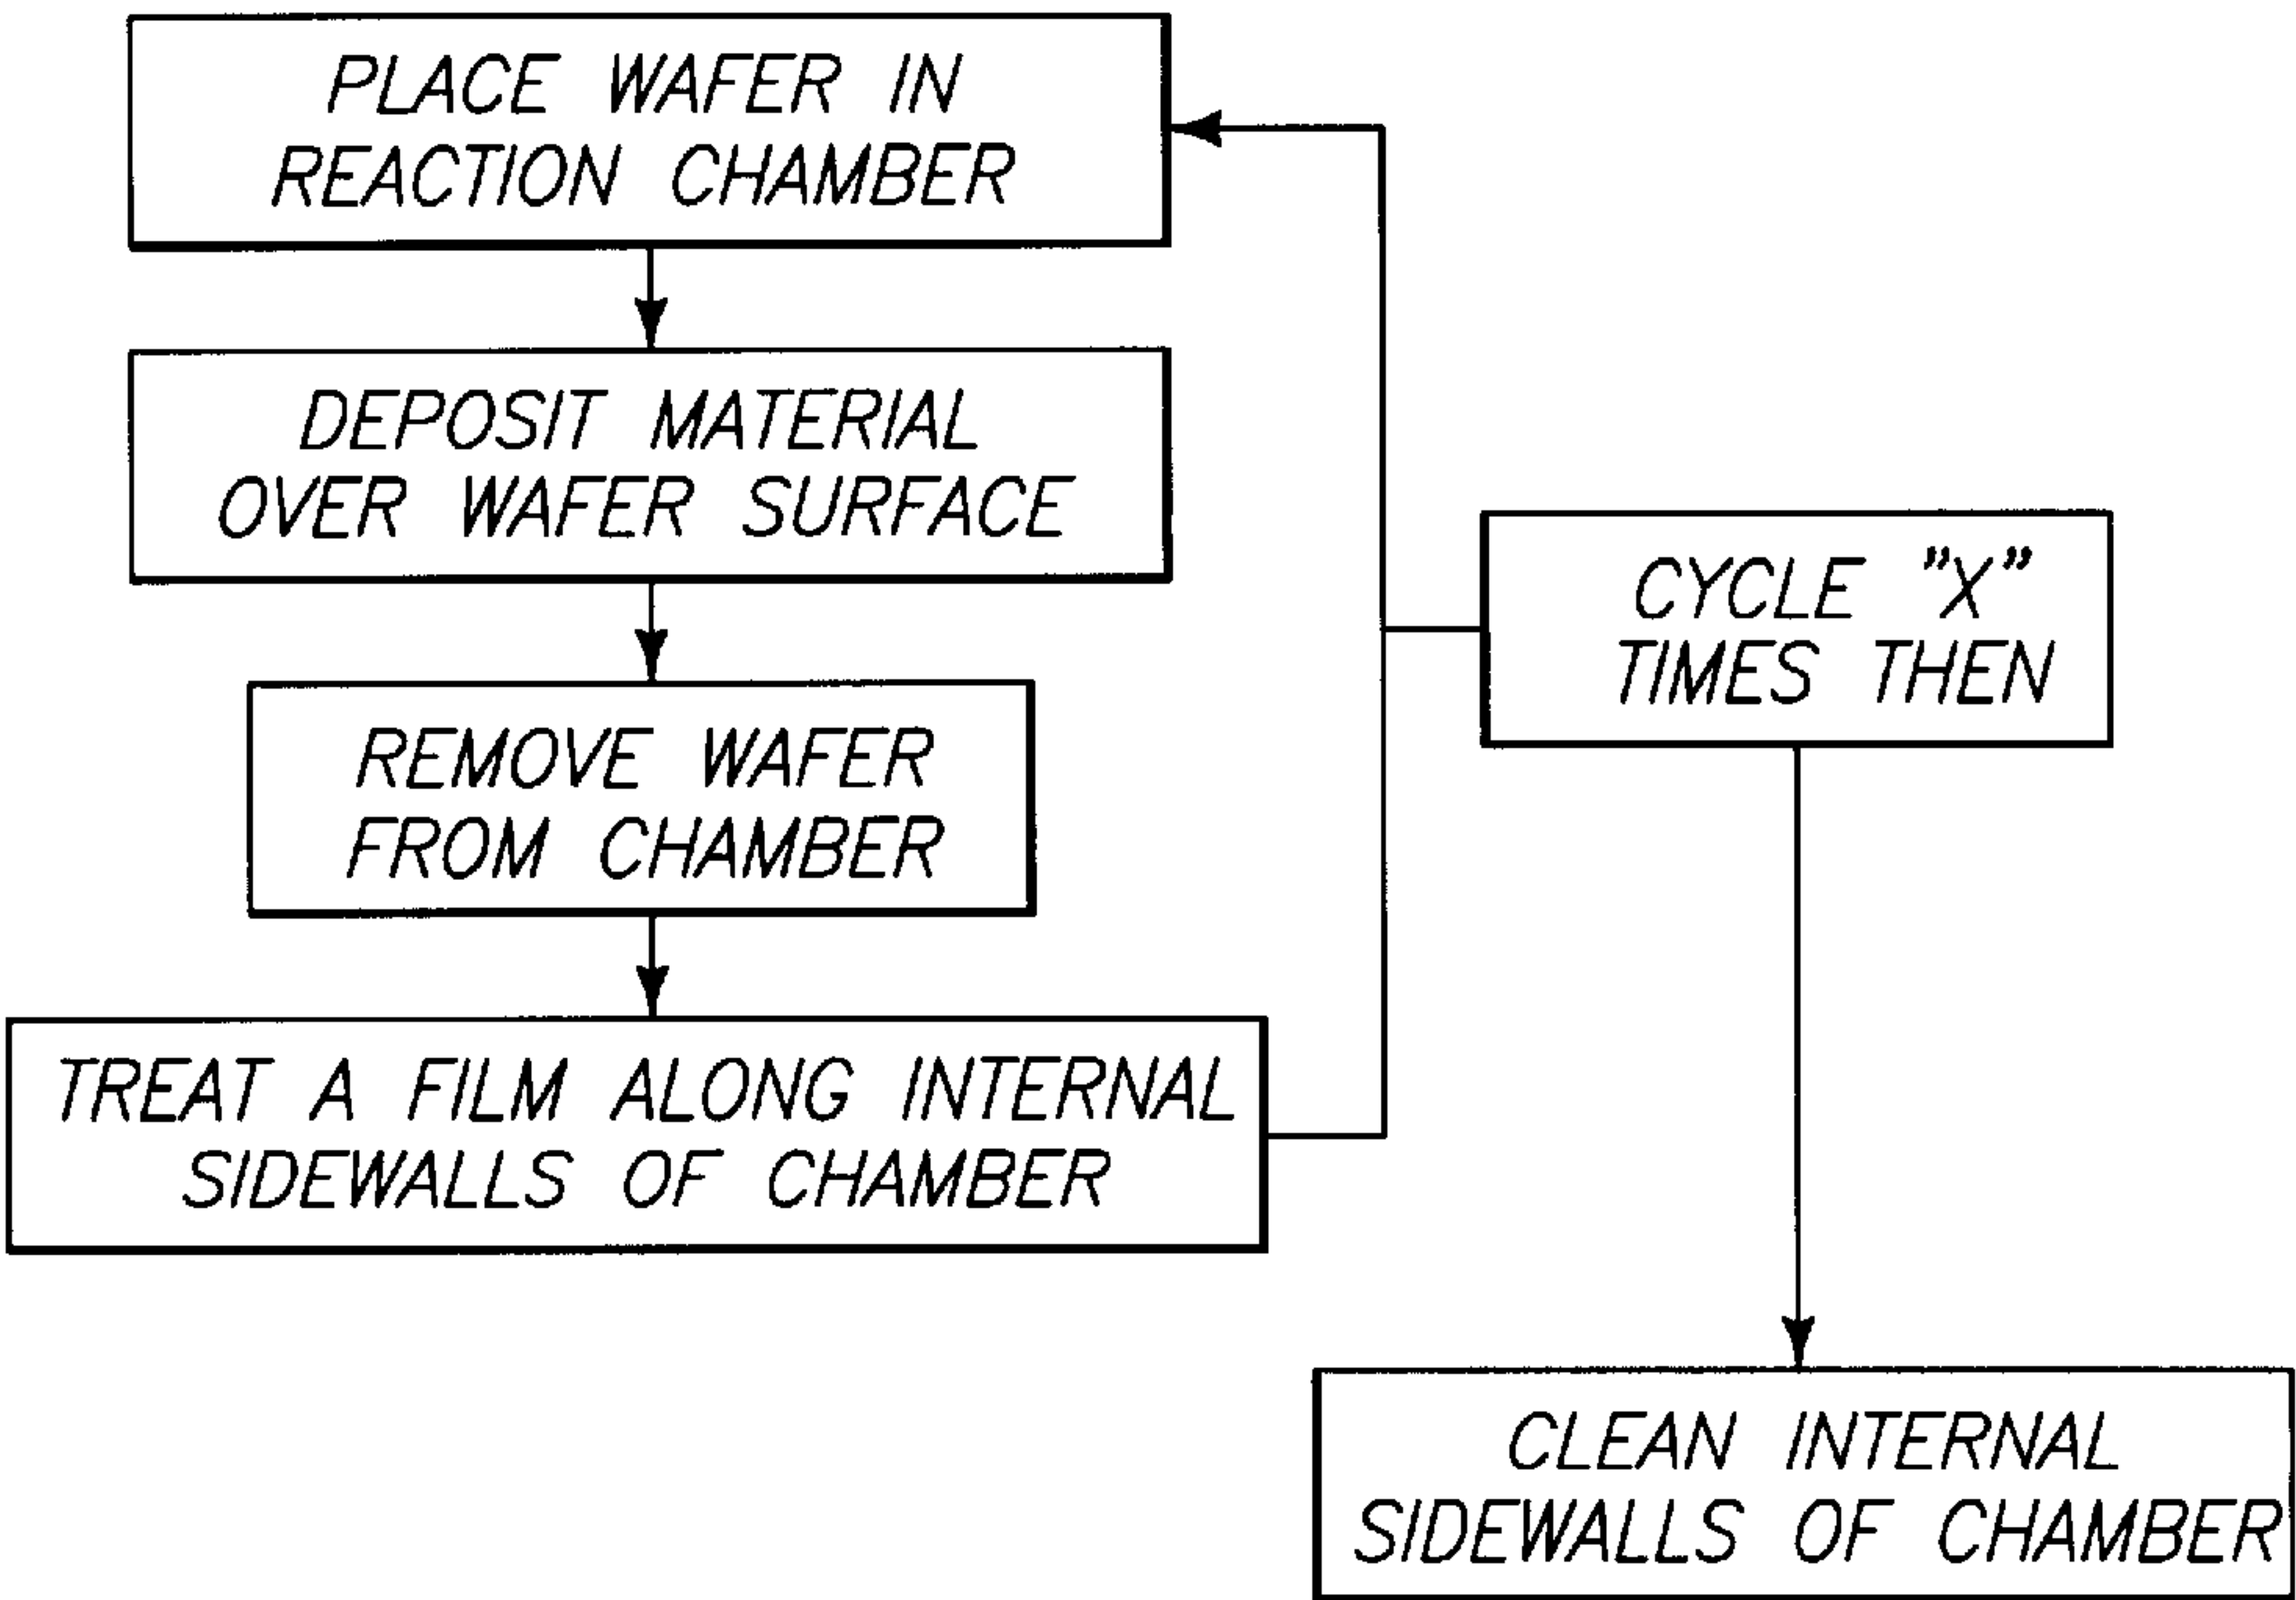 PLACE WAFER IN
REACTION CHAMBER
DEPOSIT MATERIAL
OVER WAFER SURFACE
REMOVE WAFER
FROM CHAMBER
TREAT A FILM ALONG INTERNAL
SIDEWALLS OF CHAMBER
CYCLE "X"
TIMES THEN
CLEAN INTERNAL
SIDEWALLS OF CHAMBER